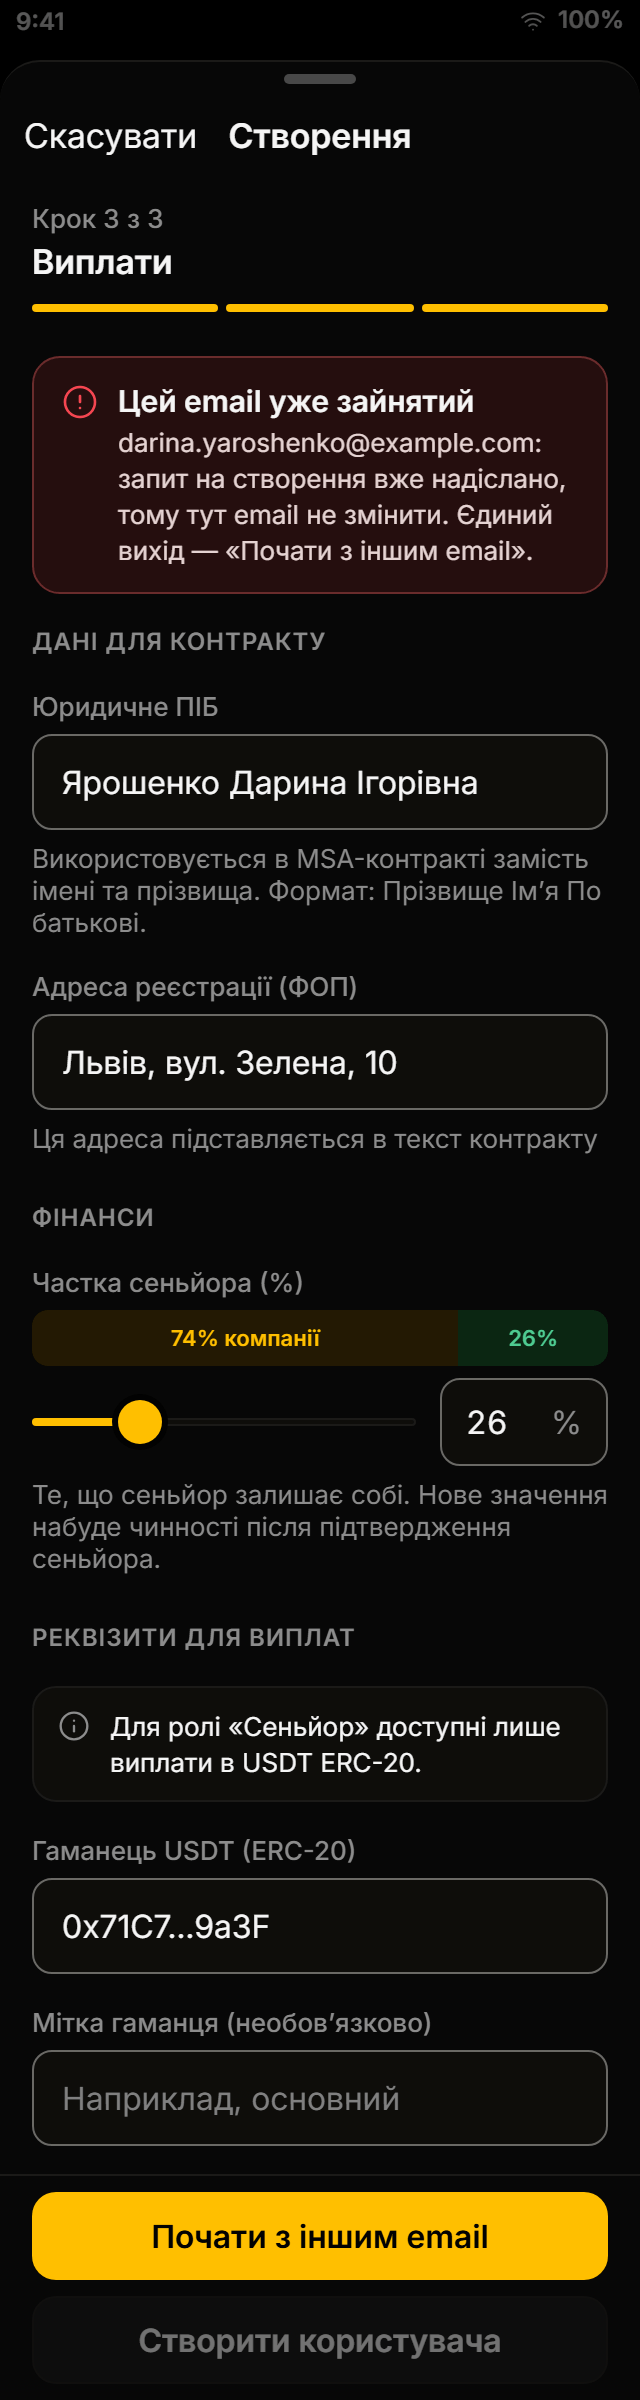 9:41
100%
Скасувати Створення
Крок 3 з 3
Виплати
Цей email уже зайнятий
darina.yaroshenko@example.com:
запит на створення вже надіслано,
тому тут email не змінити. Єдиний
вихід — «Почати з іншим email».
ДАНІ ДЛЯ КОНТРАКТУ
Юридичне ПІБ
Ярошенко Дарина Ігорівна
Використовується в MSA-контракті замість
імені та прізвища. Формат: Прізвище Ім’я По
батькові.
Адреса реєстрації (ФОП)
Львів, вул. Зелена, 10
Ця адреса підставляється в текст контракту
ФІНАНСИ
Частка сеньйора (%)
74% компанії
26%
26 %
Те, що сеньйор залишає собі. Нове значення
набуде чинності після підтвердження
сеньйора.
РЕКВІЗИТИ ДЛЯ ВИПЛАТ
Для ролі «Сеньйор» доступні лише
виплати в USDT ERC-20.
Гаманець USDT (ERC-20)
0x71C7...9a3F
Мітка гаманця (необов’язково)
Наприклад, основний
Почати з іншим email
Створити користувача